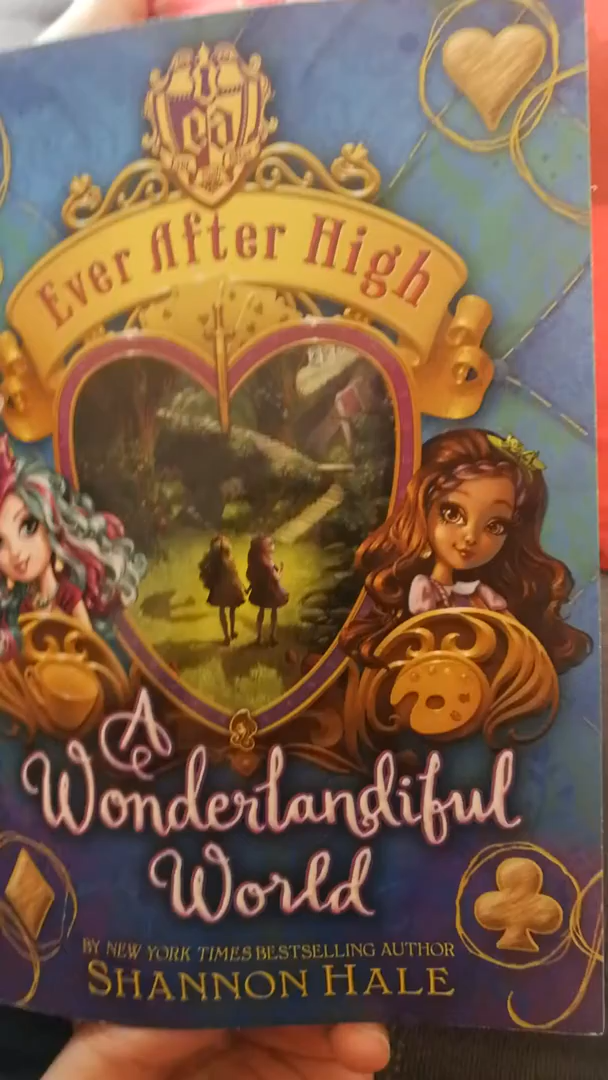 Ever After High
A
Wonderlandiful
World
BY NEW YORK TIMES BESTSELLING AUTHOR
SHANNON HALE